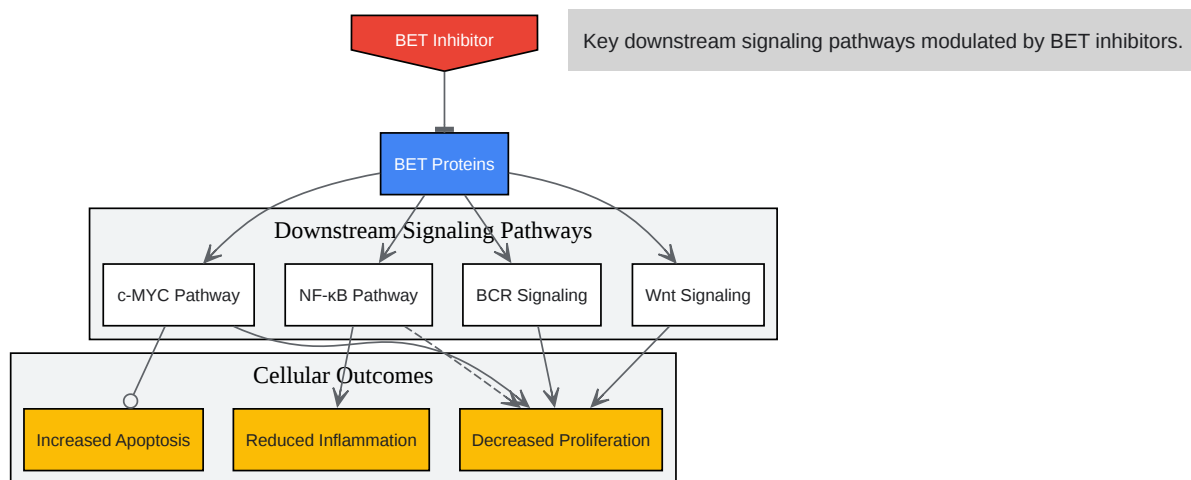 BET Inhibitor
Key downstream signaling pathways modulated by BET inhibitors.
BET Proteins
Downstream Signaling Pathways
c-MYC Pathway
NF-κB Pathway
BCR Signaling
Wnt Signaling
Cellular Outcomes
Increased Apoptosis
Reduced Inflammation
Decreased Proliferation